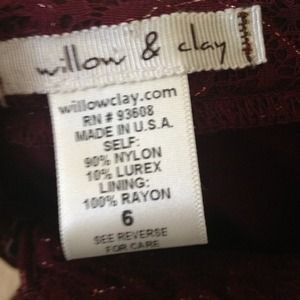 willow & clay
willowclay.com
RN # 93608
MADE IN U.S.A.
SELF:
90% NYLON
10% LUREX
LINING:
100% RAYON
6
SEE REVERSE
FOR CARE